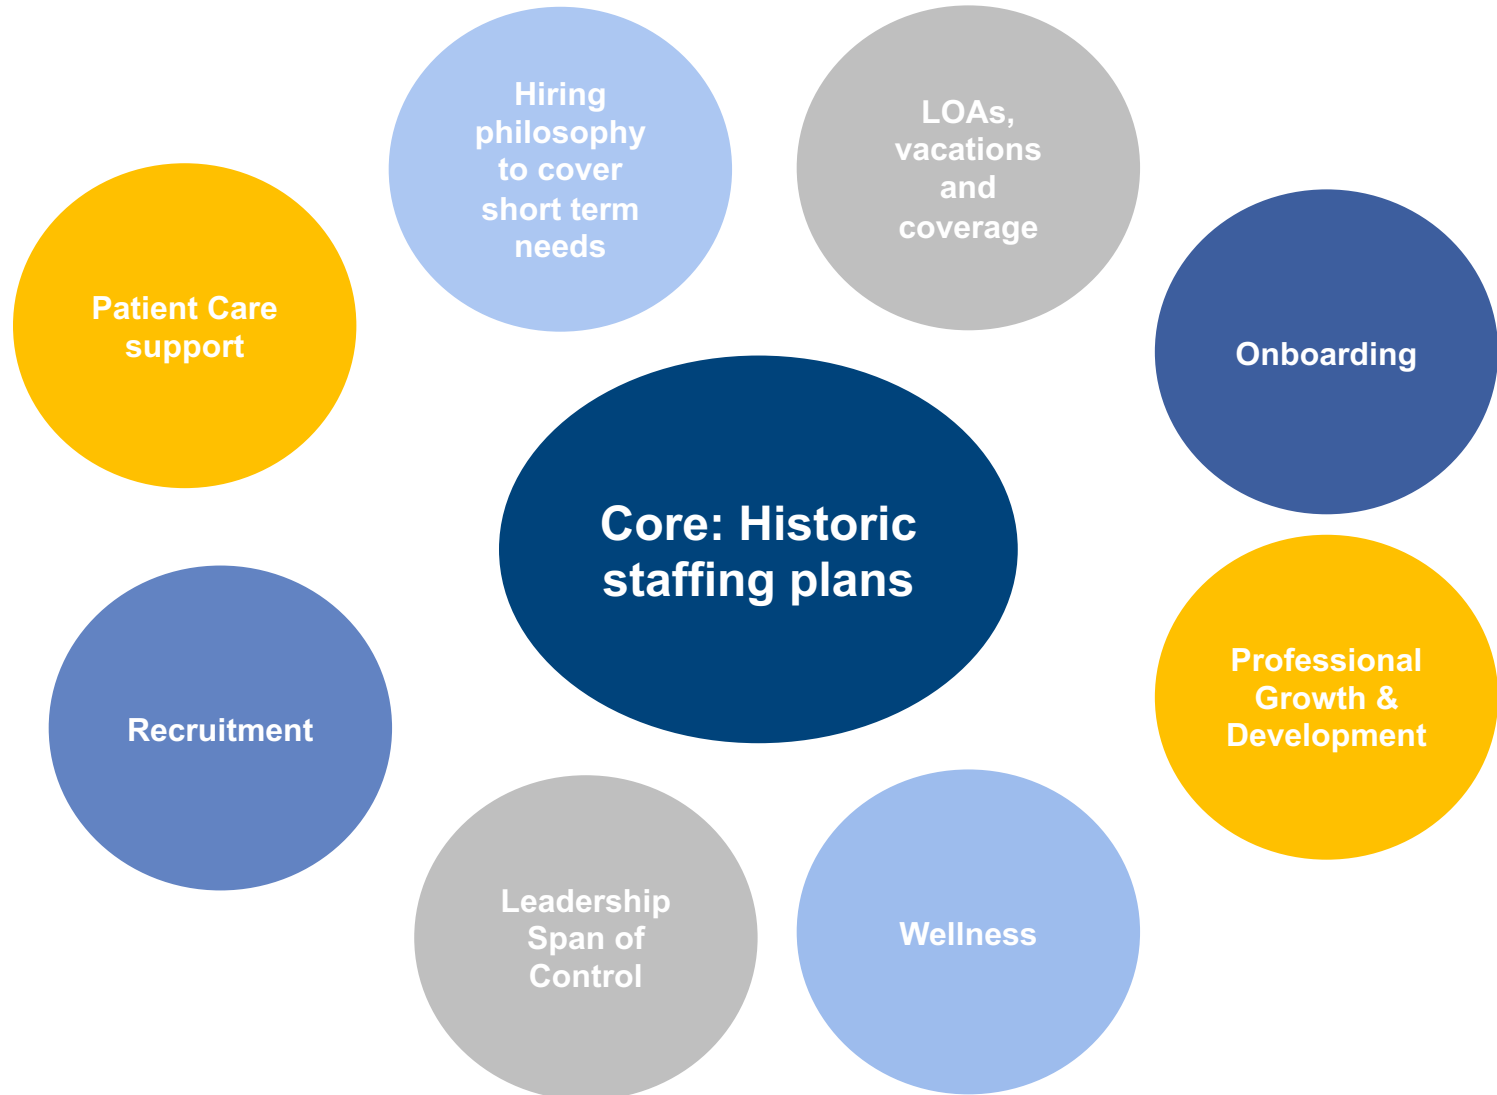 Hiring
philosophy
to cover
short term
needs
LOAs,
vacations
and
coverage
Patient Care
support
Onboarding
Core: Historic
staffing plans
Professional
Growth &
Development
Recruitment
Leadership
Span of
Control
Wellness